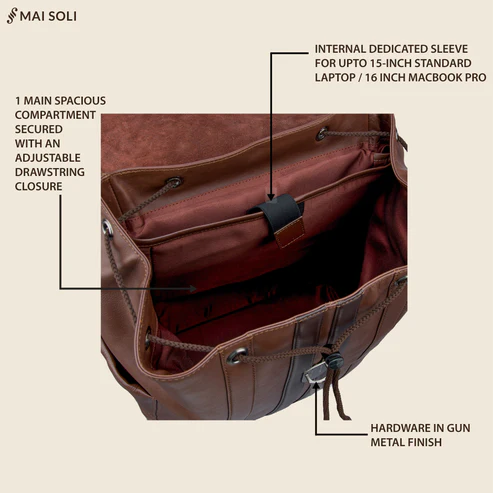 MAI SOLI
INTERNAL DEDICATED SLEEVE
FOR UPTO 15-INCH STANDARD
LAPTOP / 16 INCH MACBOOK PRO
1 MAIN SPACIOUS
COMPARTMENT
SECURED
WITH AN
ADJUSTABLE
DRAWSTRING
CLOSURE
HARDWARE IN GUN
METAL FINISH